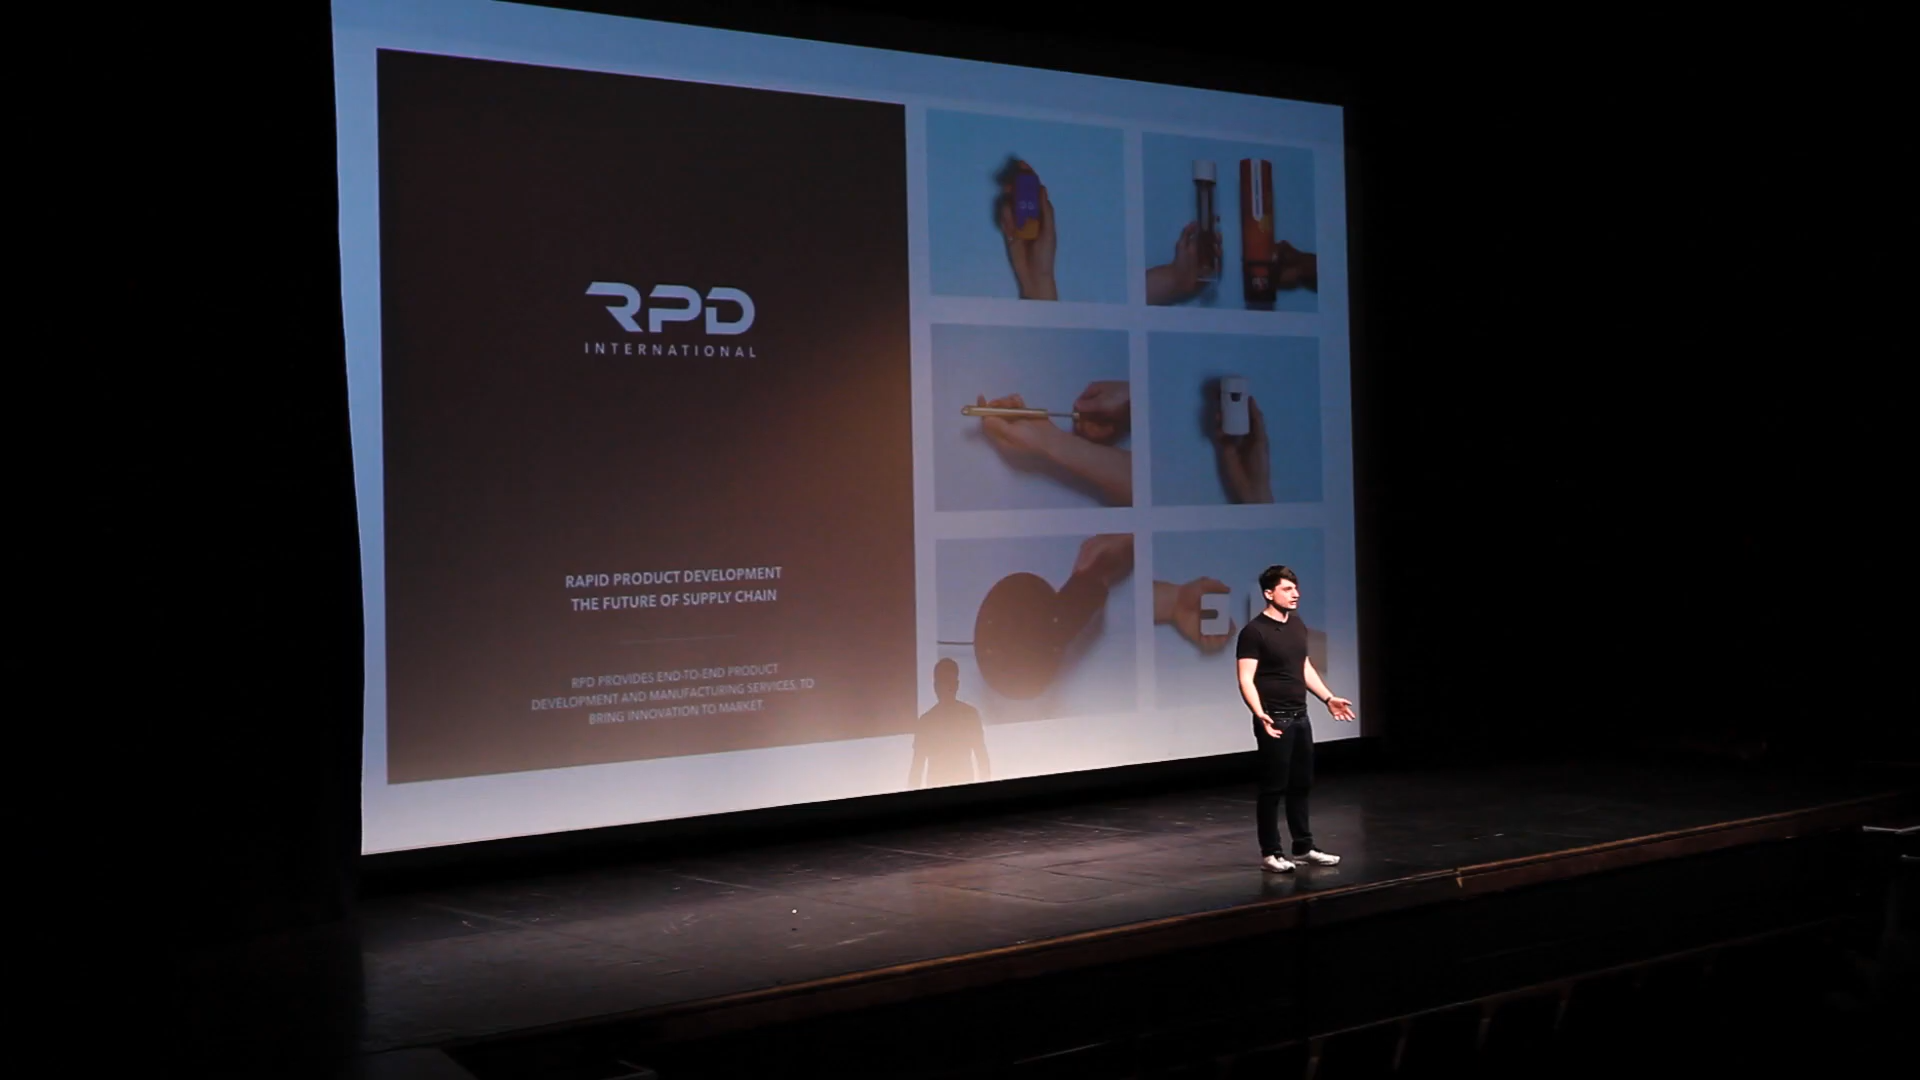 RPD
INTERNATIONAL
RAPID PRODUCT DEVELOPMENT
THE FUTURE OF SUPPLY CHAIN
RPD PROVIDES END-TO-END PRODUCT
DEVELOPMENT AND MANUFACTURING SERVICES, TO
BRING INNOVATION TO MARKET.